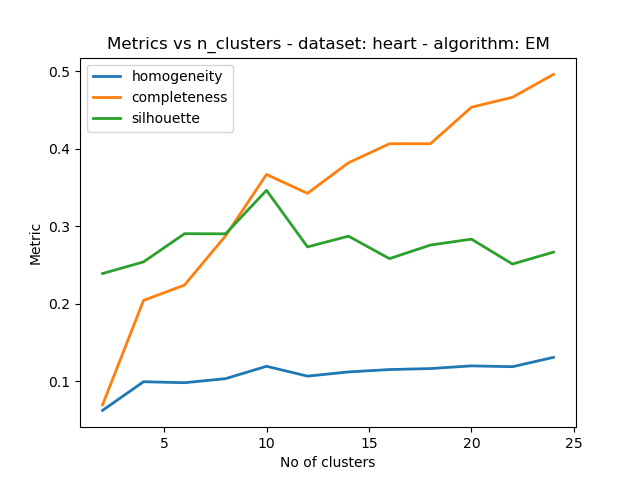 Metrics vs n_clusters - dataset: heart - algorithm: EM
homogeneity
completeness
silhouette
0.5
0.4
0.3
0.2
0.1
Metric
5 10 15 20 25
No of clusters